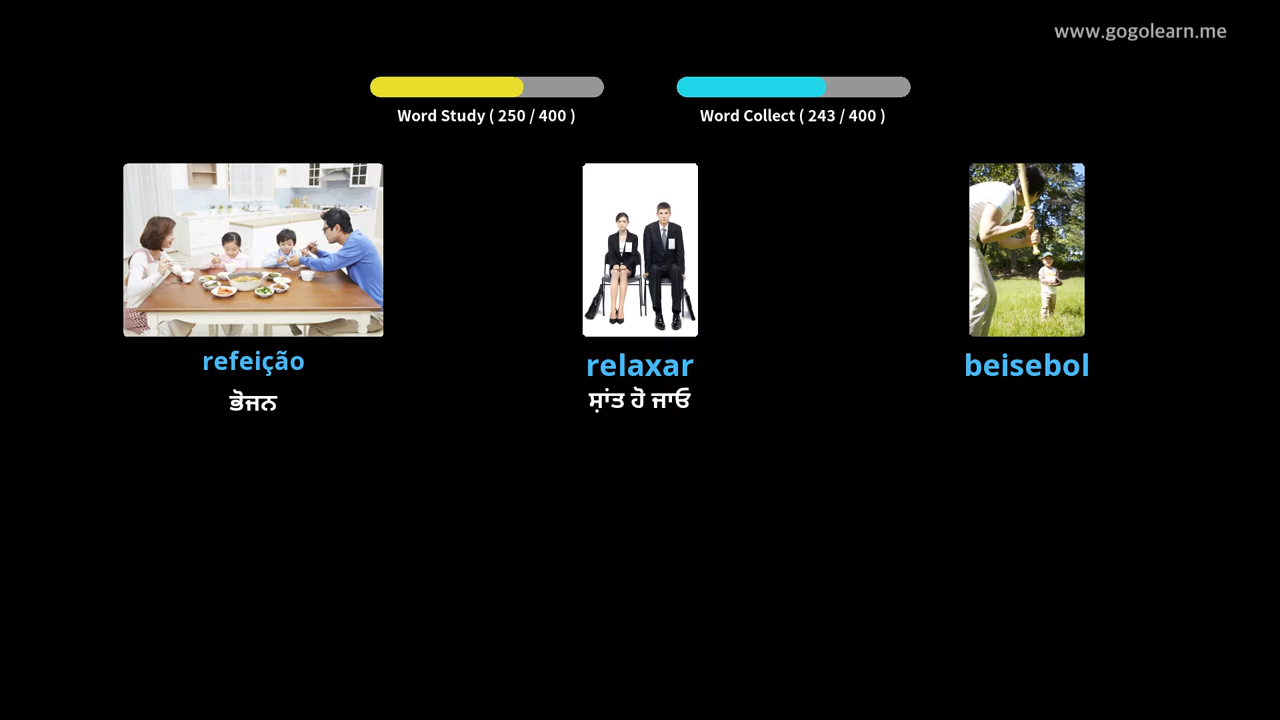 www.gogolearn.me
Word Study ( 250 / 400 )
Word Collect ( 243 / 400 )
refeição
relaxar
beisebol
ਭੋਜਨ
ਸ਼ਾਂਤ ਹੋ ਜਾਓ